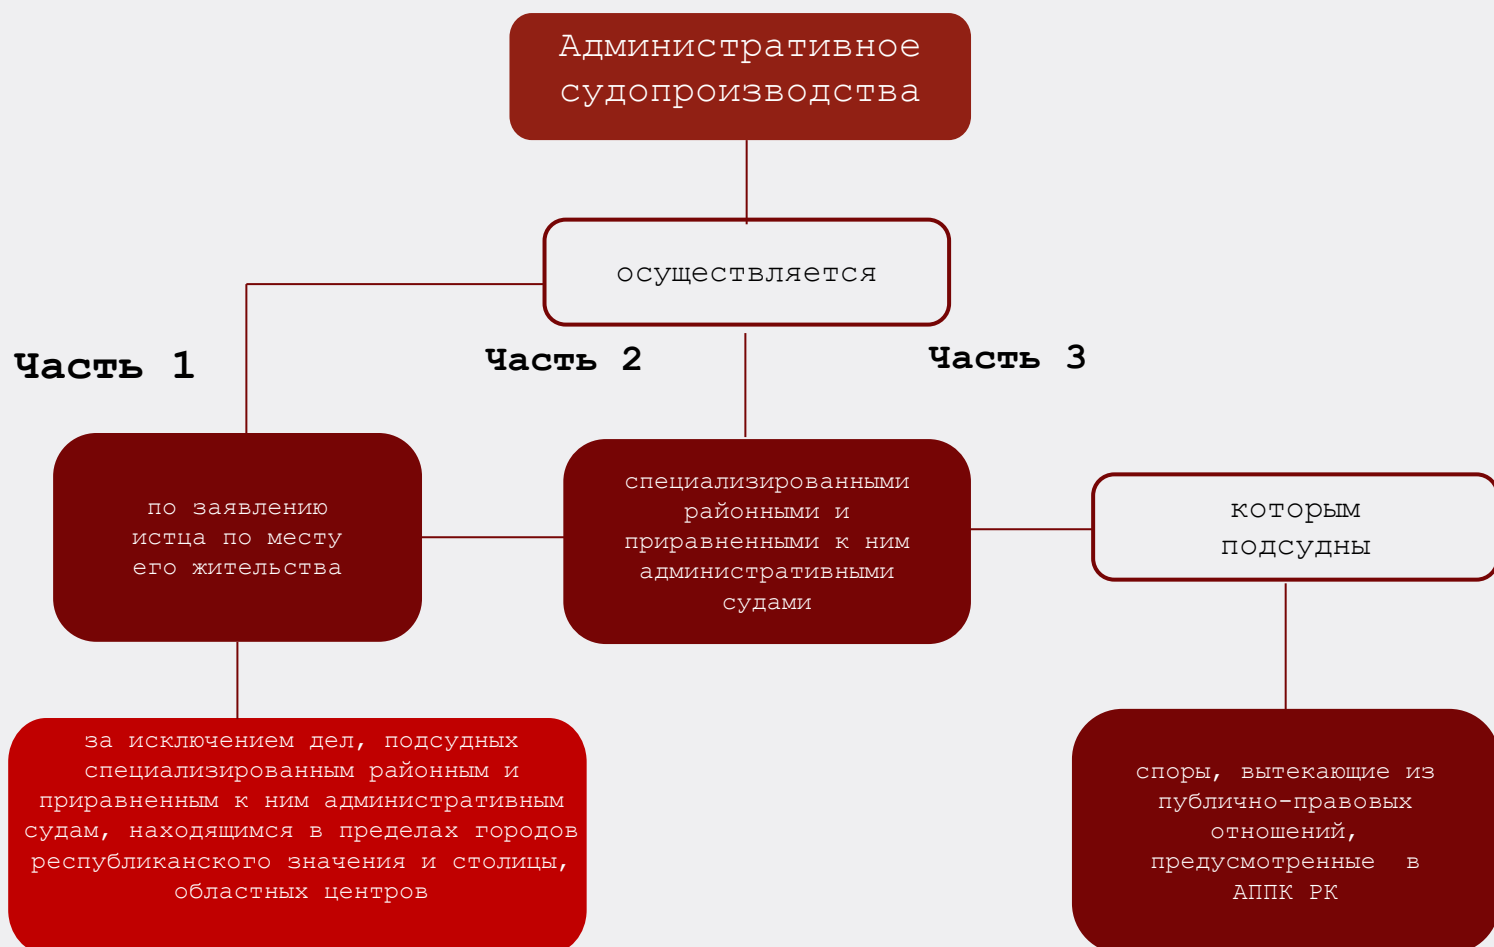 Административное
судопроизводства
осуществляется
Часть 1
Часть 2
Часть 3
по заявлению
истца по месту
его жительства
специализированными
районными и
приравненными к ним
административными
судами
которым
подсудны
за исключением дел, подсудных
специализированным районным и
приравненным к ним административным
судам, находящимся в пределах городов
республиканского значения и столицы,
областных центров
споры, вытекающие из
публично-правовых
отношений,
предусмотренные в
АППК РК